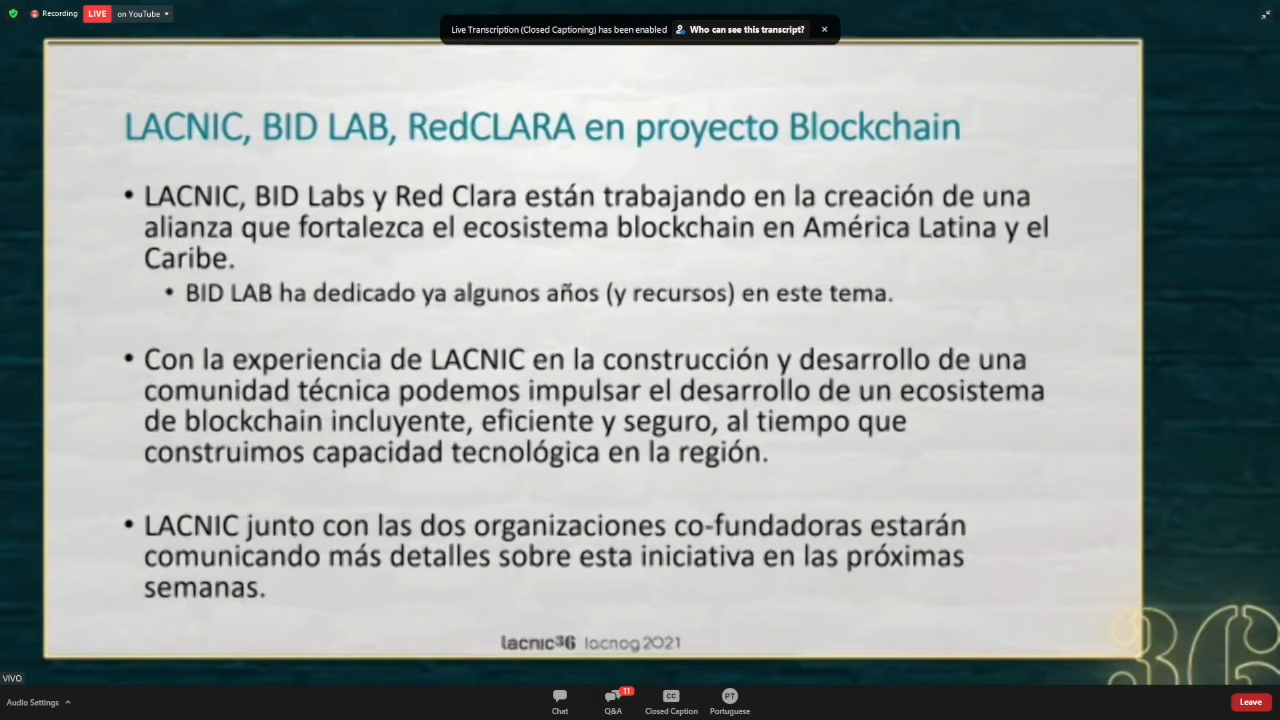 Recording
LIVE
on YouTube
Live Transcription (Closed Captioning) has been enabled
Who can see this transcript?
LACNIC, BID LAB, RedCLARA en proyecto Blockchain
• LACNIC, BID Labs y Red Clara están trabajando en la creación de una
alianza que fortalezca el ecosistema blockchain en América Latina y el
Caribe.
• BID LAB ha dedicado ya algunos años (y recursos) en este tema.
• Con la experiencia de LACNIC en la construcción y desarrollo de una
comunidad técnica podemos impulsar el desarrollo de un ecosistema
de blockchain incluyente, eficiente y seguro, al tiempo que
construimos capacidad tecnológica en la región.
• LACNIC junto con las dos organizaciones co-fundadoras estarán
comunicando más detalles sobre esta iniciativa en las próximas
semanas.
lacnic36 lacnog2021
36
VIVO
Audio Settings
Chat
11
Q&A
CC
Closed Caption
PT
Portuguese
Leave